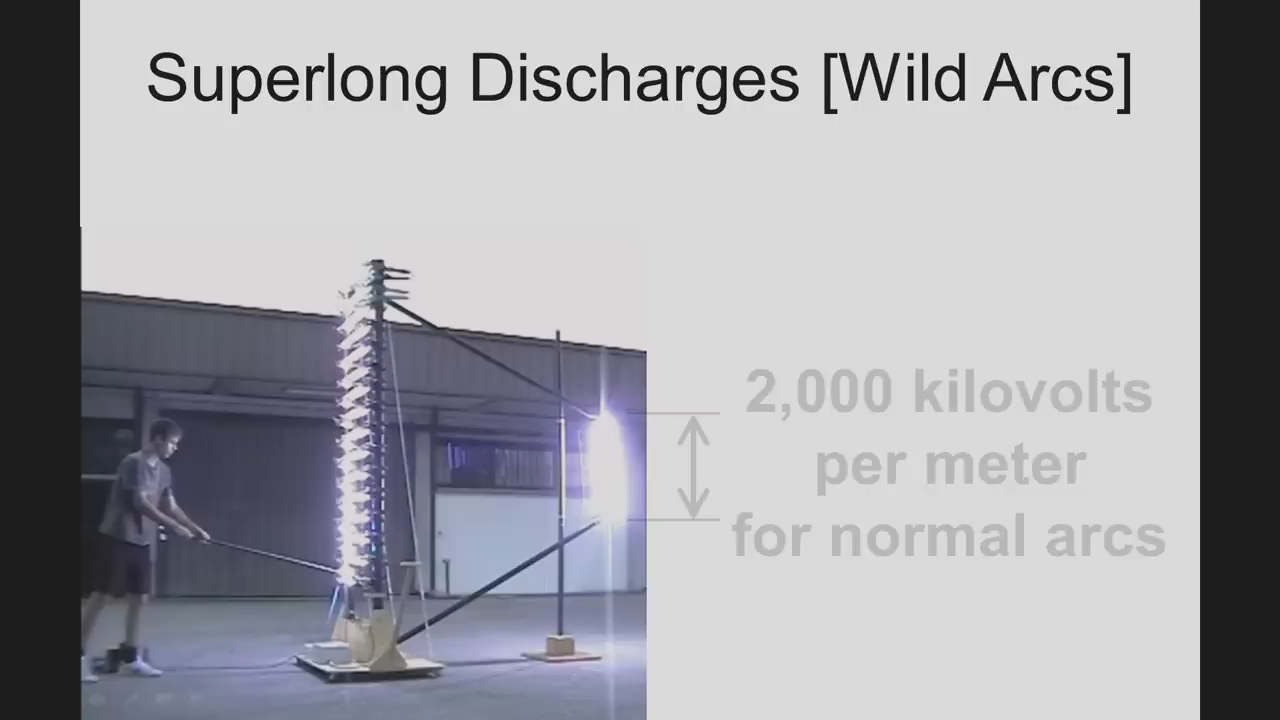 Superlong Discharges [Wild Arcs]
2,000 kilovolts
per meter
for normal arcs